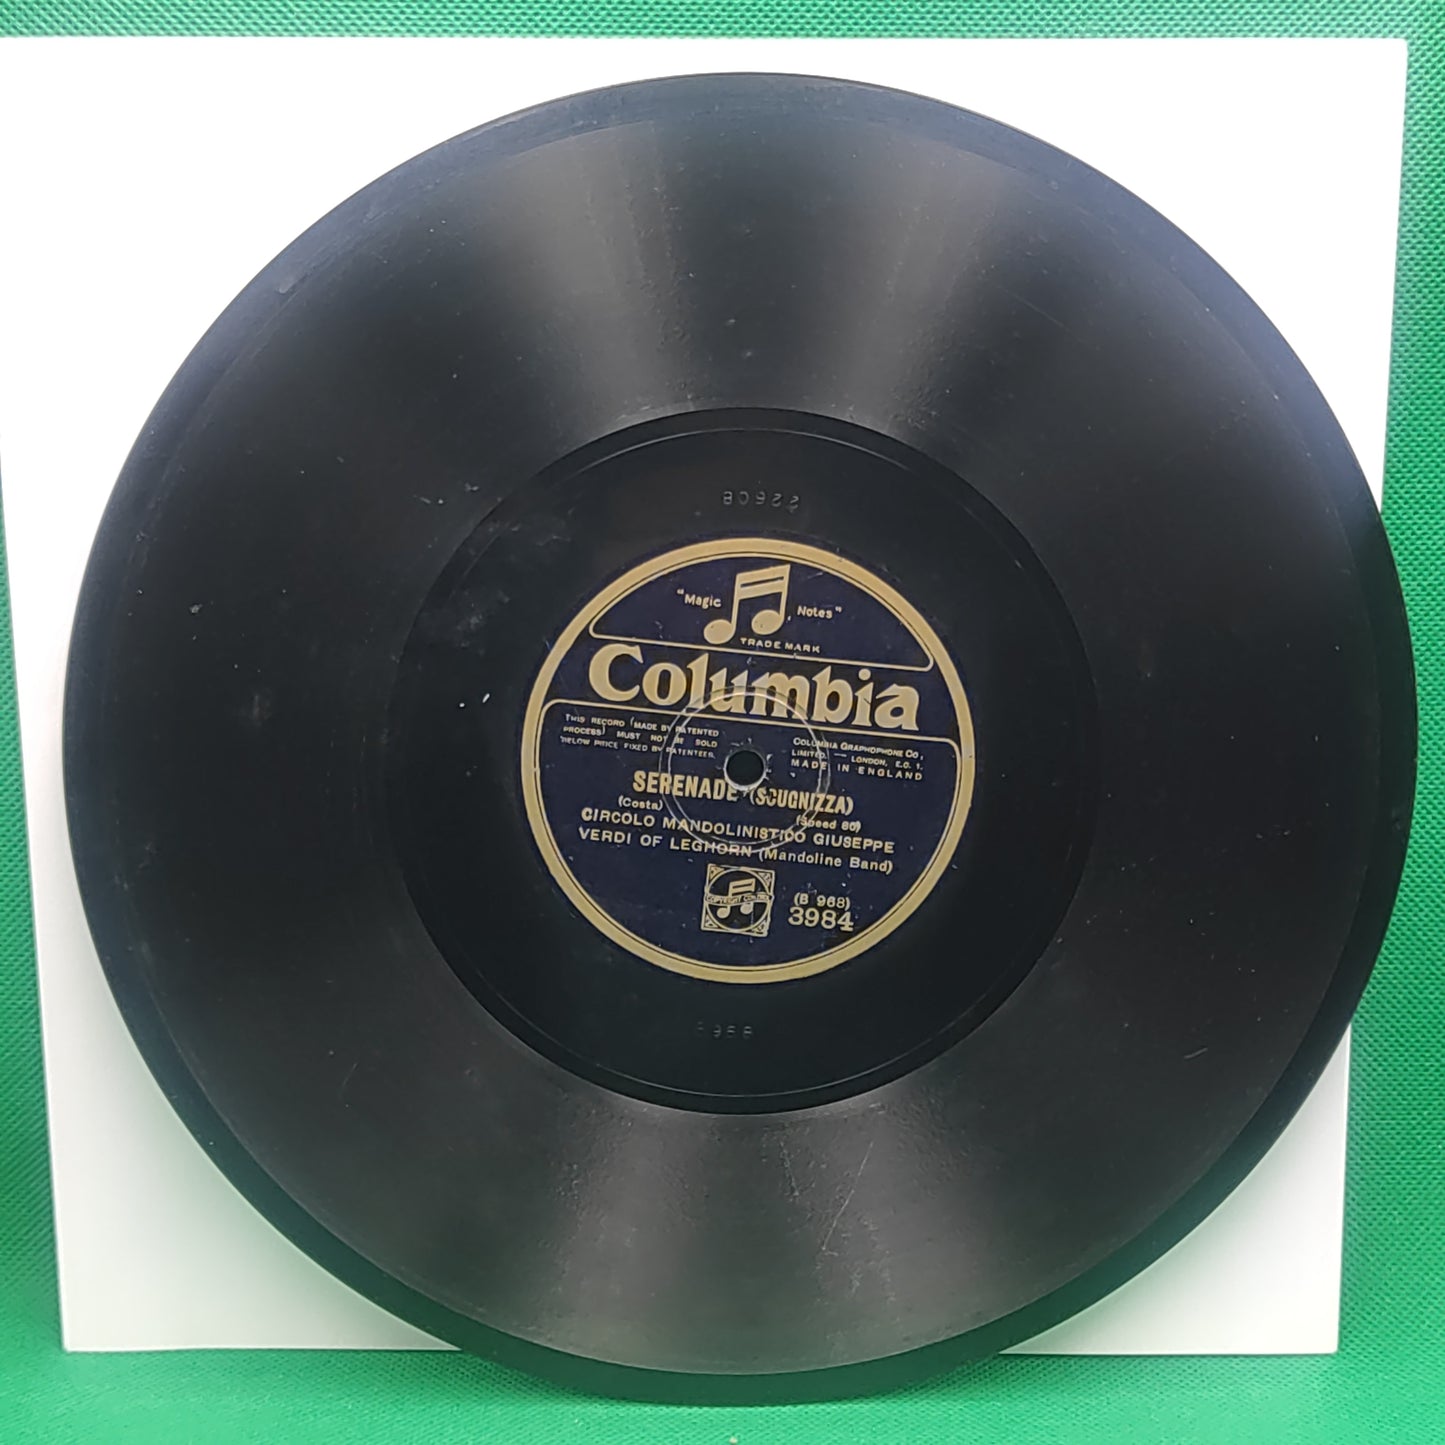 80922
"Magic Notes"
TRADE MARK
Columbia
THIS RECORD (MADE BY PATENTED
PROCESS) MUST NOT BE SOLD
BELOW PRICE FIXED BY PATENTEES.
COLUMBIA GRAPHOPHONE CO.,
LIMITED, — LONDON, E.C. 1.
MADE IN ENGLAND
SERENADE (SCUGNIZZA)
(Costa) (Speed 80)
CIRCOLO MANDOLINISTICO GIUSEPPE
VERDI OF LEGHORN (Mandoline Band)
(B 968)
3984
968